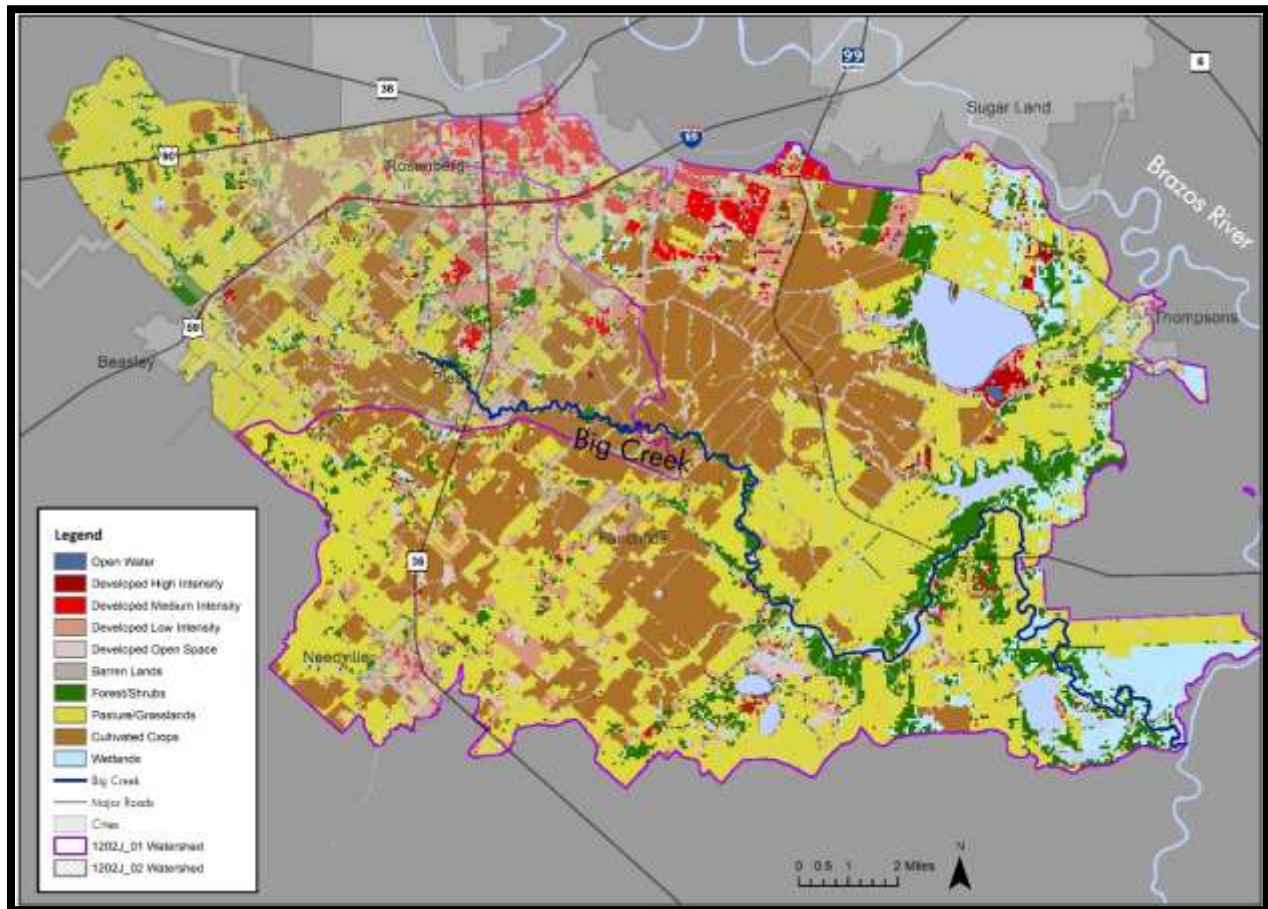 36
99
6
Sugar Land
90
69
Rosenberg
Brazos River
59
Thompsons
Beasley
Big Creek
36
Fairchilds
Needville
Legend
Open Water
Developed High Intensity
Developed Medium Intensity
Developed Low Intensity
Developed Open Space
Barren Lands
Forest/Shrubs
Pasture/Grasslands
Cultivated Crops
Wetlands
Big Creek
Major Roads
Cities
1202J_01 Watershed
1202J_02 Watershed
N
0 0.5 1 2 Miles